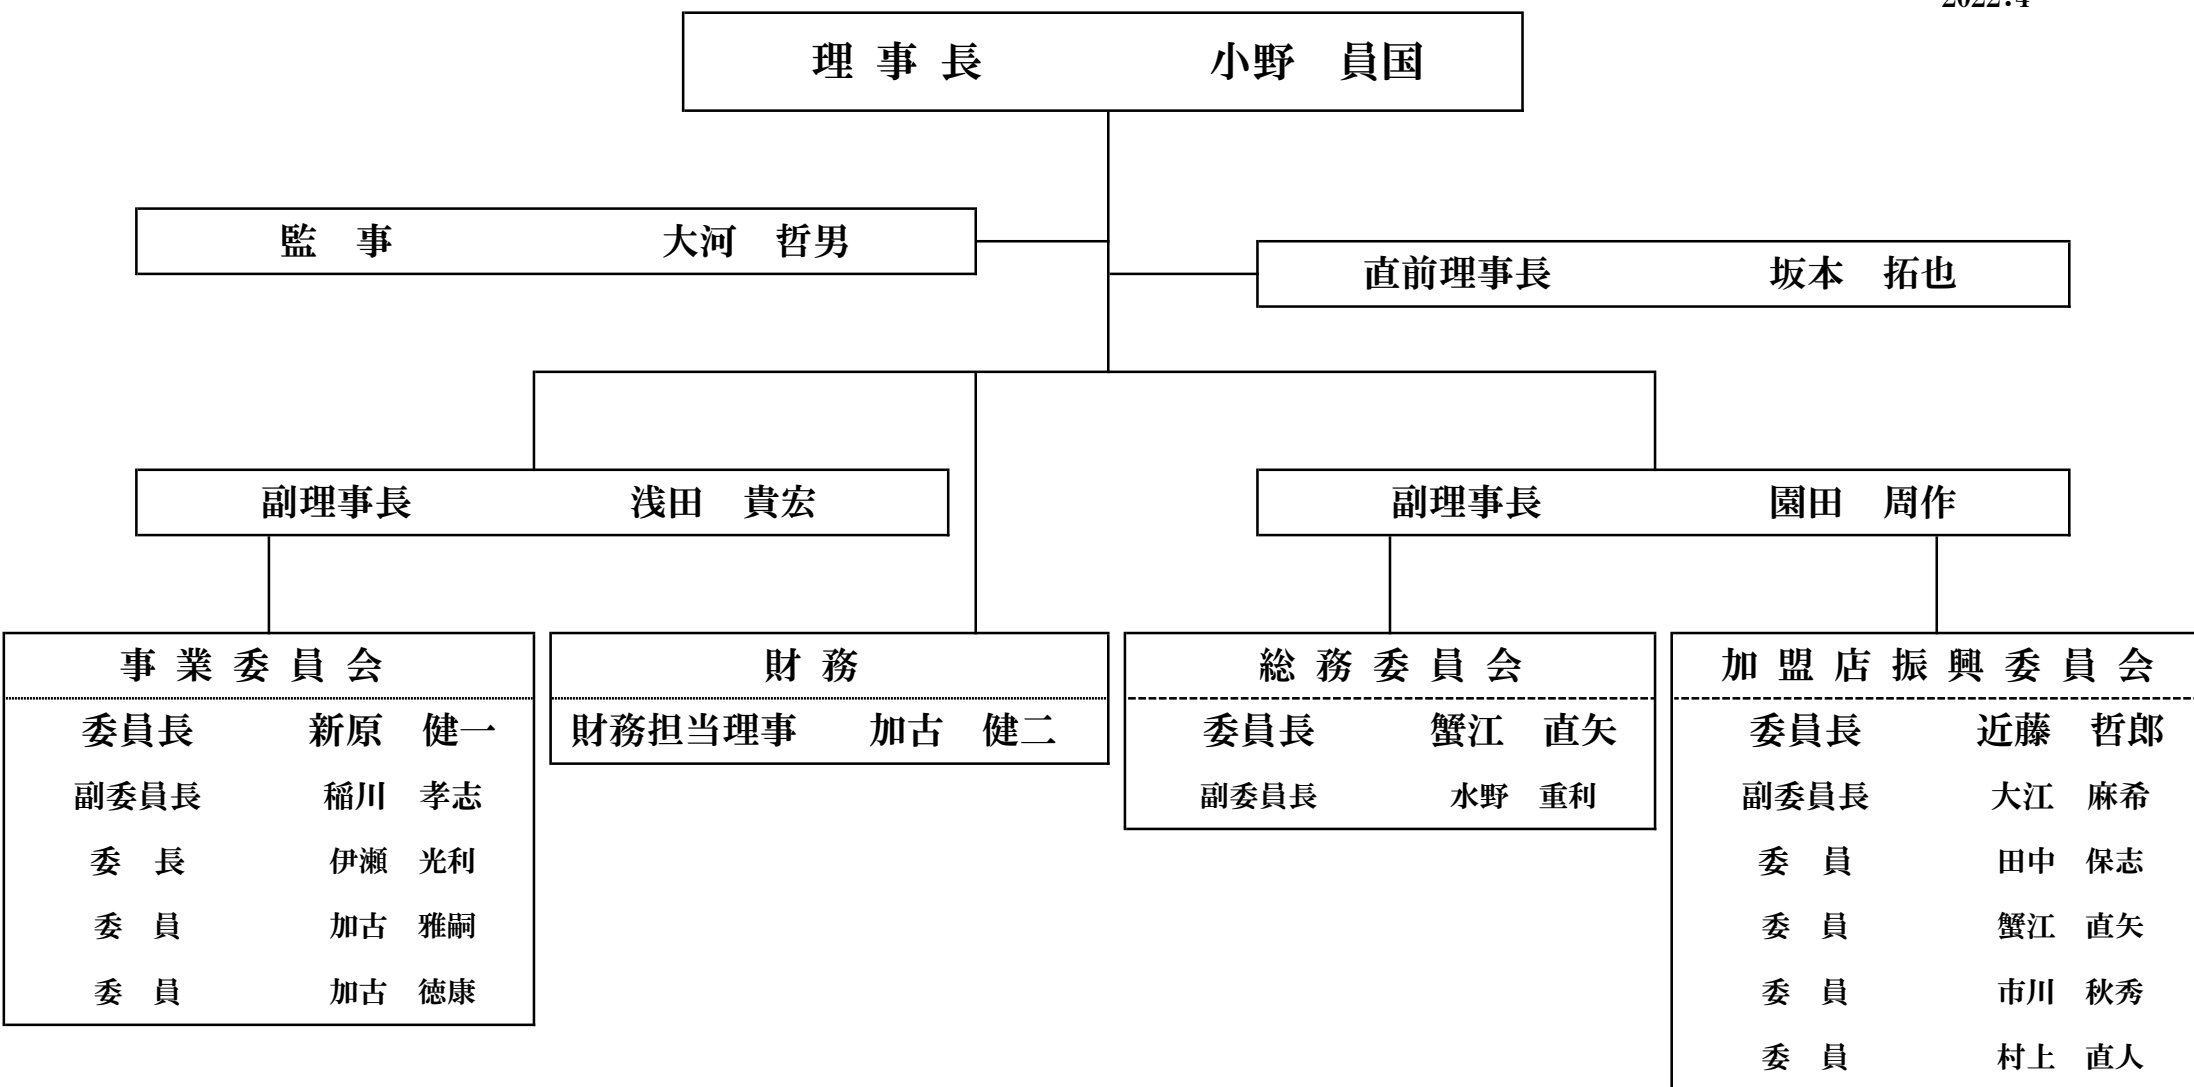 2022.4
理事長 小野 員国
監 事 大河 哲男
直前理事長 坂本 拓也
副理事長 浅田 貴宏
副理事長 園田 周作
事業委員会
委員長 新原 健一
副委員長 稲川 孝志
委 長 伊瀬 光利
委 員 加古 雅嗣
委 員 加古 徳康
財務
財務担当理事 加古 健二
総務委員会
委員長 蟹江 直矢
副委員長 水野 重利
加盟店振興委員会
委員長 近藤 哲郎
副委員長 大江 麻希
委 員 田中 保志
委 員 蟹江 直矢
委 員 市川 秋秀
委 員 村上 直人